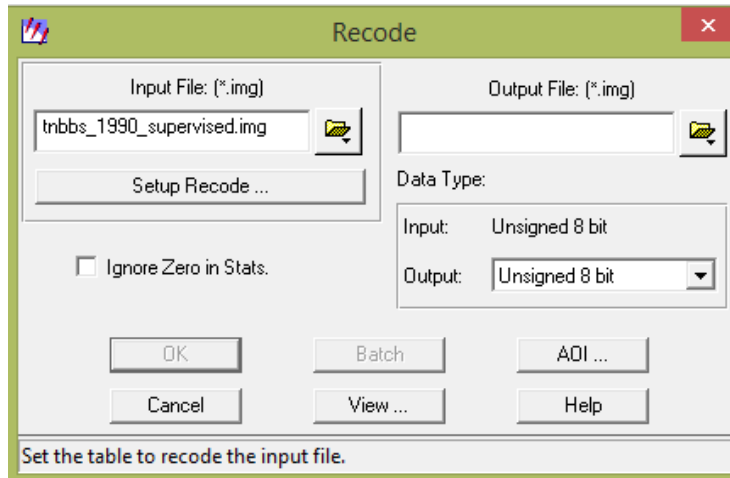 Recode
Input File: (*.img)
tnbbs_1990_supervised.img
Setup Recode ...
Ignore Zero in Stats.
Output File: (*.img)
Data Type:
Input: Unsigned 8 bit
Output: Unsigned 8 bit
OK Batch AOI ...
Cancel View ... Help
Set the table to recode the input file.